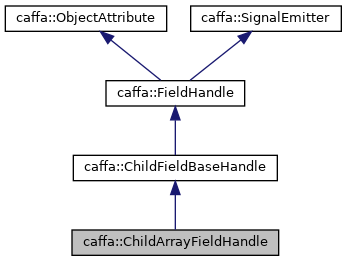 caffa::ObjectAttribute
caffa::SignalEmitter
caffa::FieldHandle
caffa::ChildFieldBaseHandle
caffa::ChildArrayFieldHandle